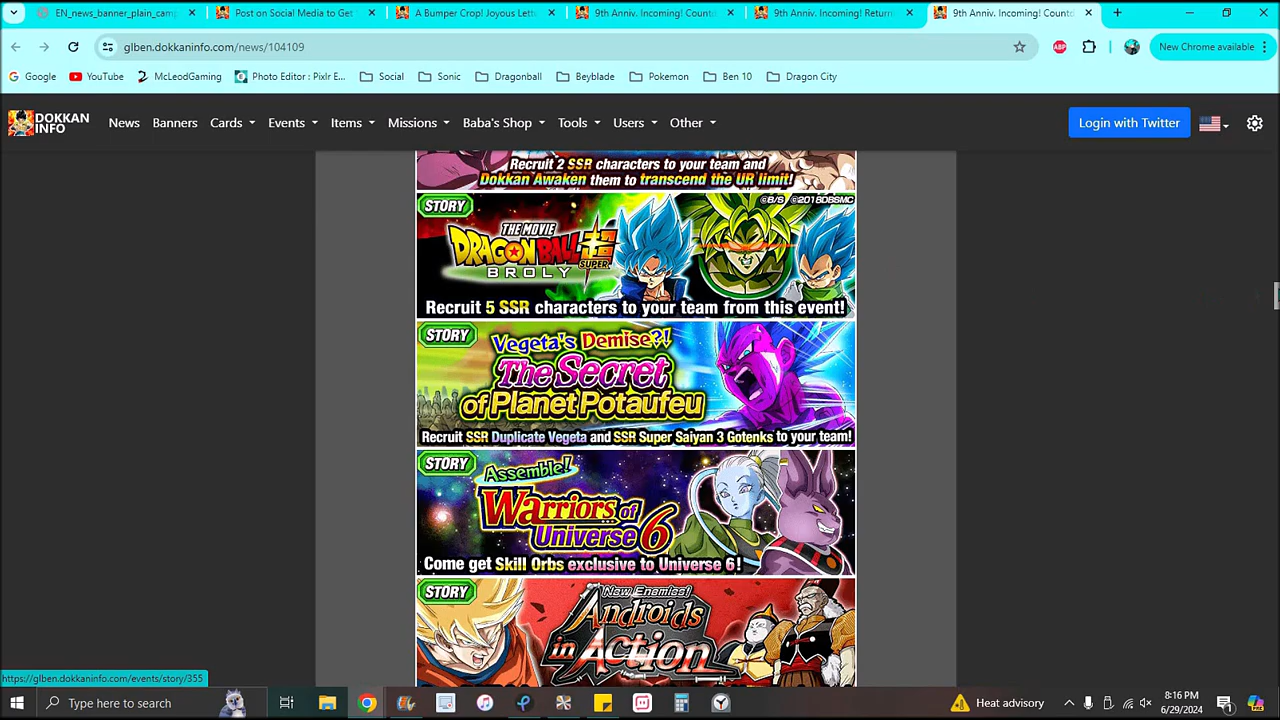 EN_news_banner_plain_camp
Post on Social Media to Get
A Bumper Crop! Joyous Lett
9th Anniv. Incoming! Count
9th Anniv. Incoming! Return
9th Anniv. Incoming! Countd
glben.dokkaninfo.com/news/104109
ABP
New Chrome available
Google
YouTube
McLeodGaming
Photo Editor : Pixlr E...
Social
Sonic
Dragonball
Beyblade
Pokemon
Ben 10
Dragon City
DOKKAN
INFO
News
Banners
Cards
Events
Items
Missions
Baba's Shop
Tools
Users
Other
Login with Twitter
Recruit 2 SSR characters to your team and
Dokkan Awaken them to transcend the UR limit!
STORY
©B/S ©2018DBSMC
THE MOVIE
DRAGON BALL
超
SUPER
BROLY
Recruit 5 SSR characters to your team from this event!
STORY
Vegeta's Demise?!
The Secret
of Planet Potaufeu
Recruit SSR Duplicate Vegeta and SSR Super Saiyan 3 Gotenks to your team!
STORY
Assemble!
Warriors of
Universe 6
Come get Skill Orbs exclusive to Universe 6!
STORY
New Enemies!
Androids
in Action
https://glben.dokkaninfo.com/events/story/355
Type here to search
Heat advisory
8:16 PM
6/29/2024